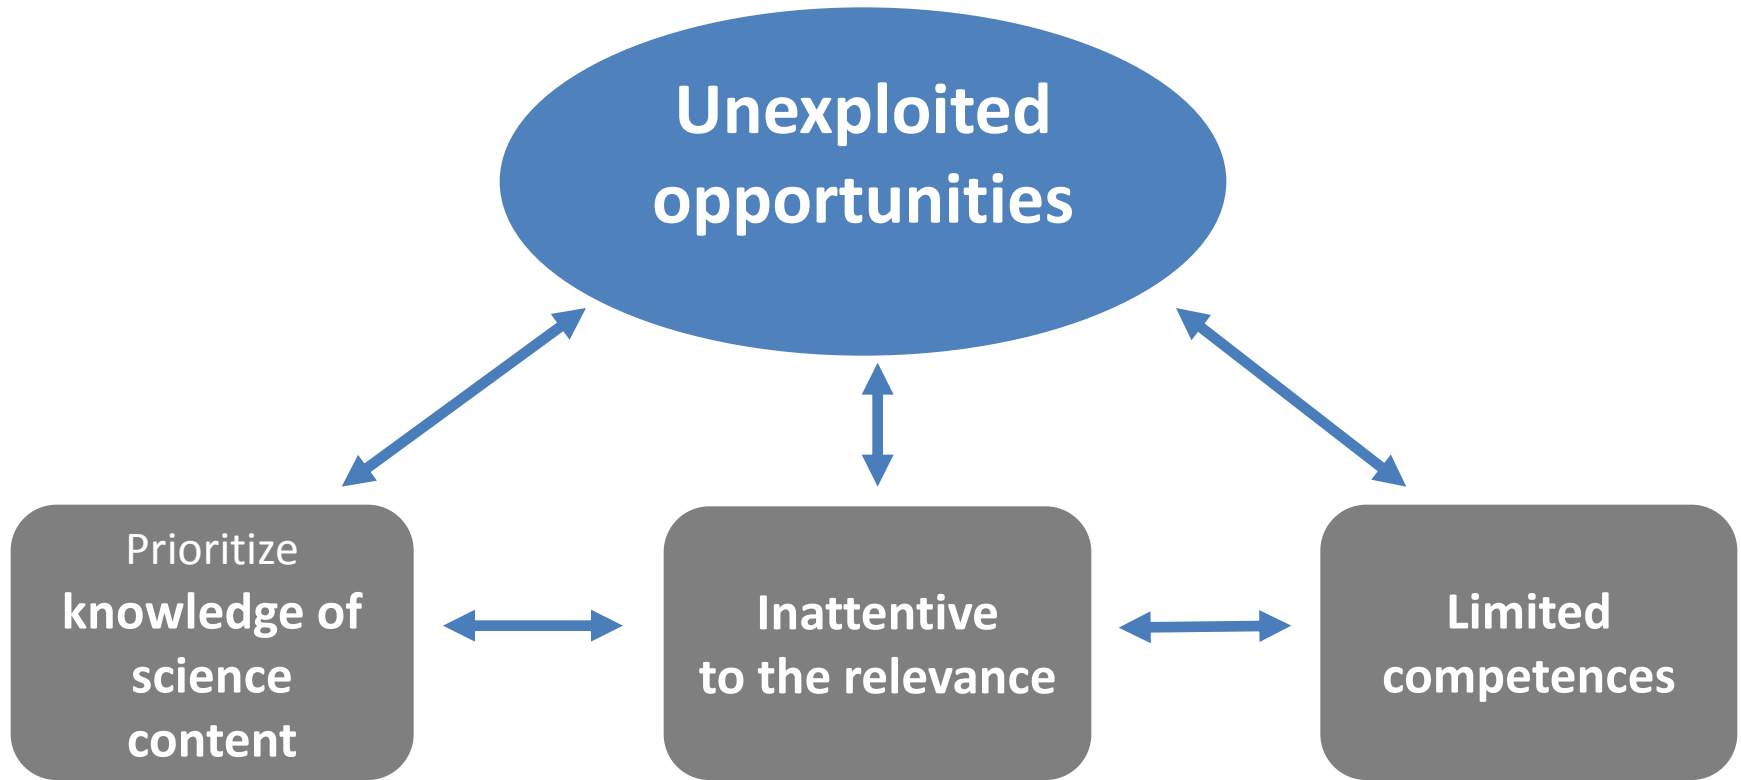 Unexploited
opportunities
Prioritize
knowledge of
science
content
Inattentive
to the relevance
Limited
competences